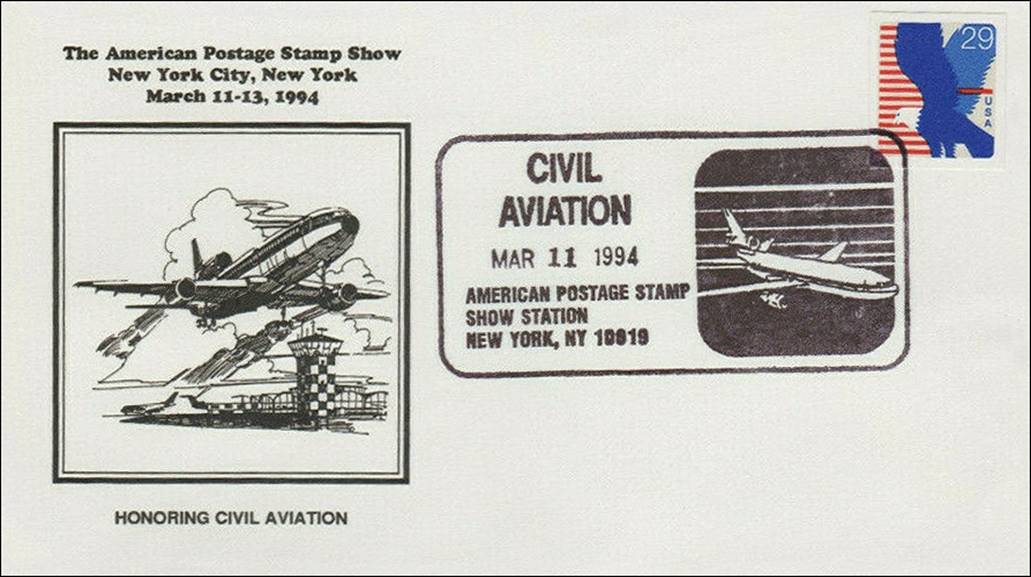 The American Postage Stamp Show
New York City, New York
March 11-13, 1994
29
USA
CIVIL
AVIATION
MAR 11 1994
AMERICAN POSTAGE STAMP
SHOW STATION
NEW YORK, NY 10019
HONORING CIVIL AVIATION